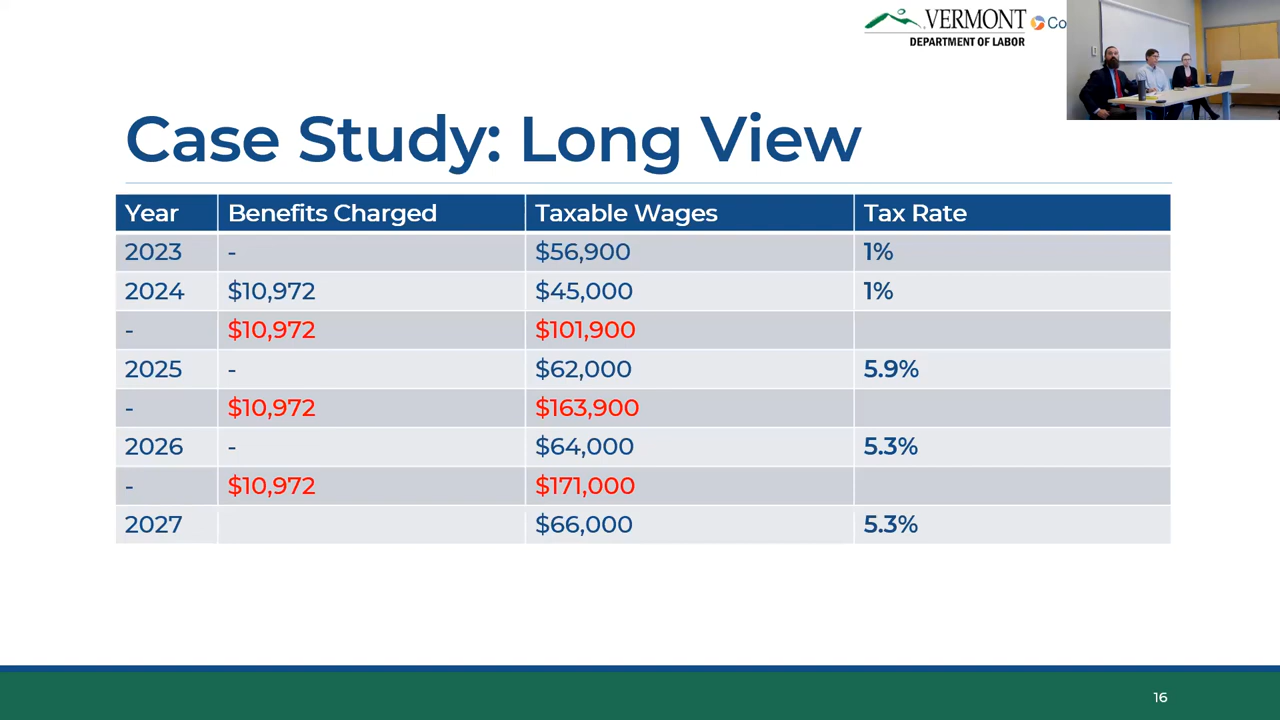 VERMONT
DEPARTMENT OF LABOR
Co
Case Study: Long View
Year Benefits Charged Taxable Wages Tax Rate
2023 - $56,900 1%
2024 $10,972 $45,000 1%
- $10,972 $101,900
2025 - $62,000 5.9%
- $10,972 $163,900
2026 - $64,000 5.3%
- $10,972 $171,000
2027 $66,000 5.3%
16